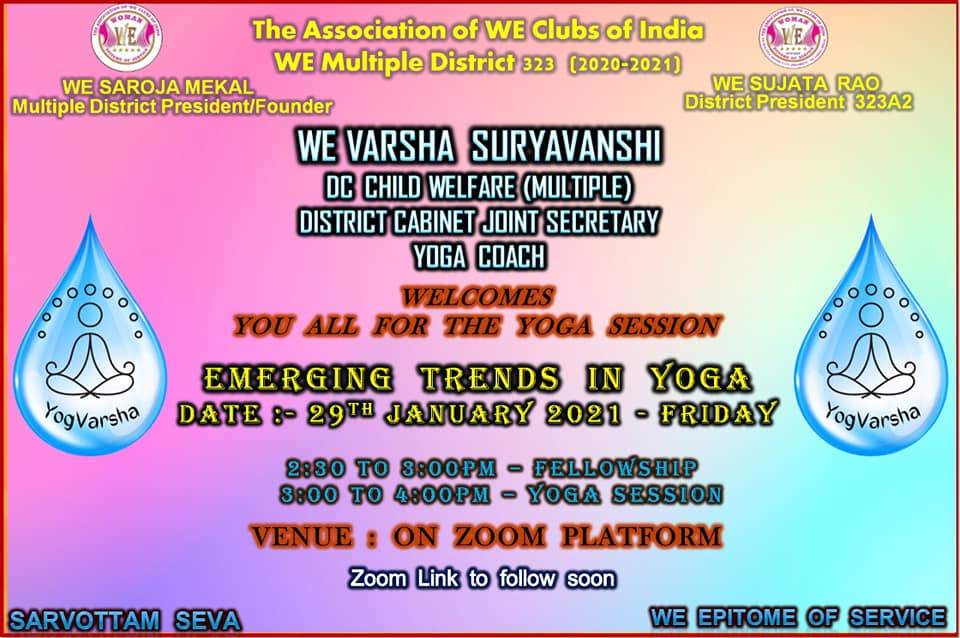 The Association of WE Clubs of India
WE Multiple District 323 (2020-2021)
WE SAROJA MEKAL
Multiple District President/Founder
WE SUJATA RAO
District President 323A2
WE VARSHA SURYAVANSHI
DC CHILD WELFARE (MULTIPLE)
DISTRICT CABINET JOINT SECRETARY
YOGA COACH
WELCOMES
YOU ALL FOR THE YOGA SESSION
EMERGING TRENDS IN YOGA
DATE :- 29TH JANUARY 2021 - FRIDAY
YogVarsha
YogVarsha
2:30 TO 3:00PM – FELLOWSHIP
3:00 TO 4:00PM – YOGA SESSION
VENUE : ON ZOOM PLATFORM
Zoom Link to follow soon
SARVOTTAM SEVA
WE EPITOME OF SERVICE
WOMAN
WE
WOMAN
WE